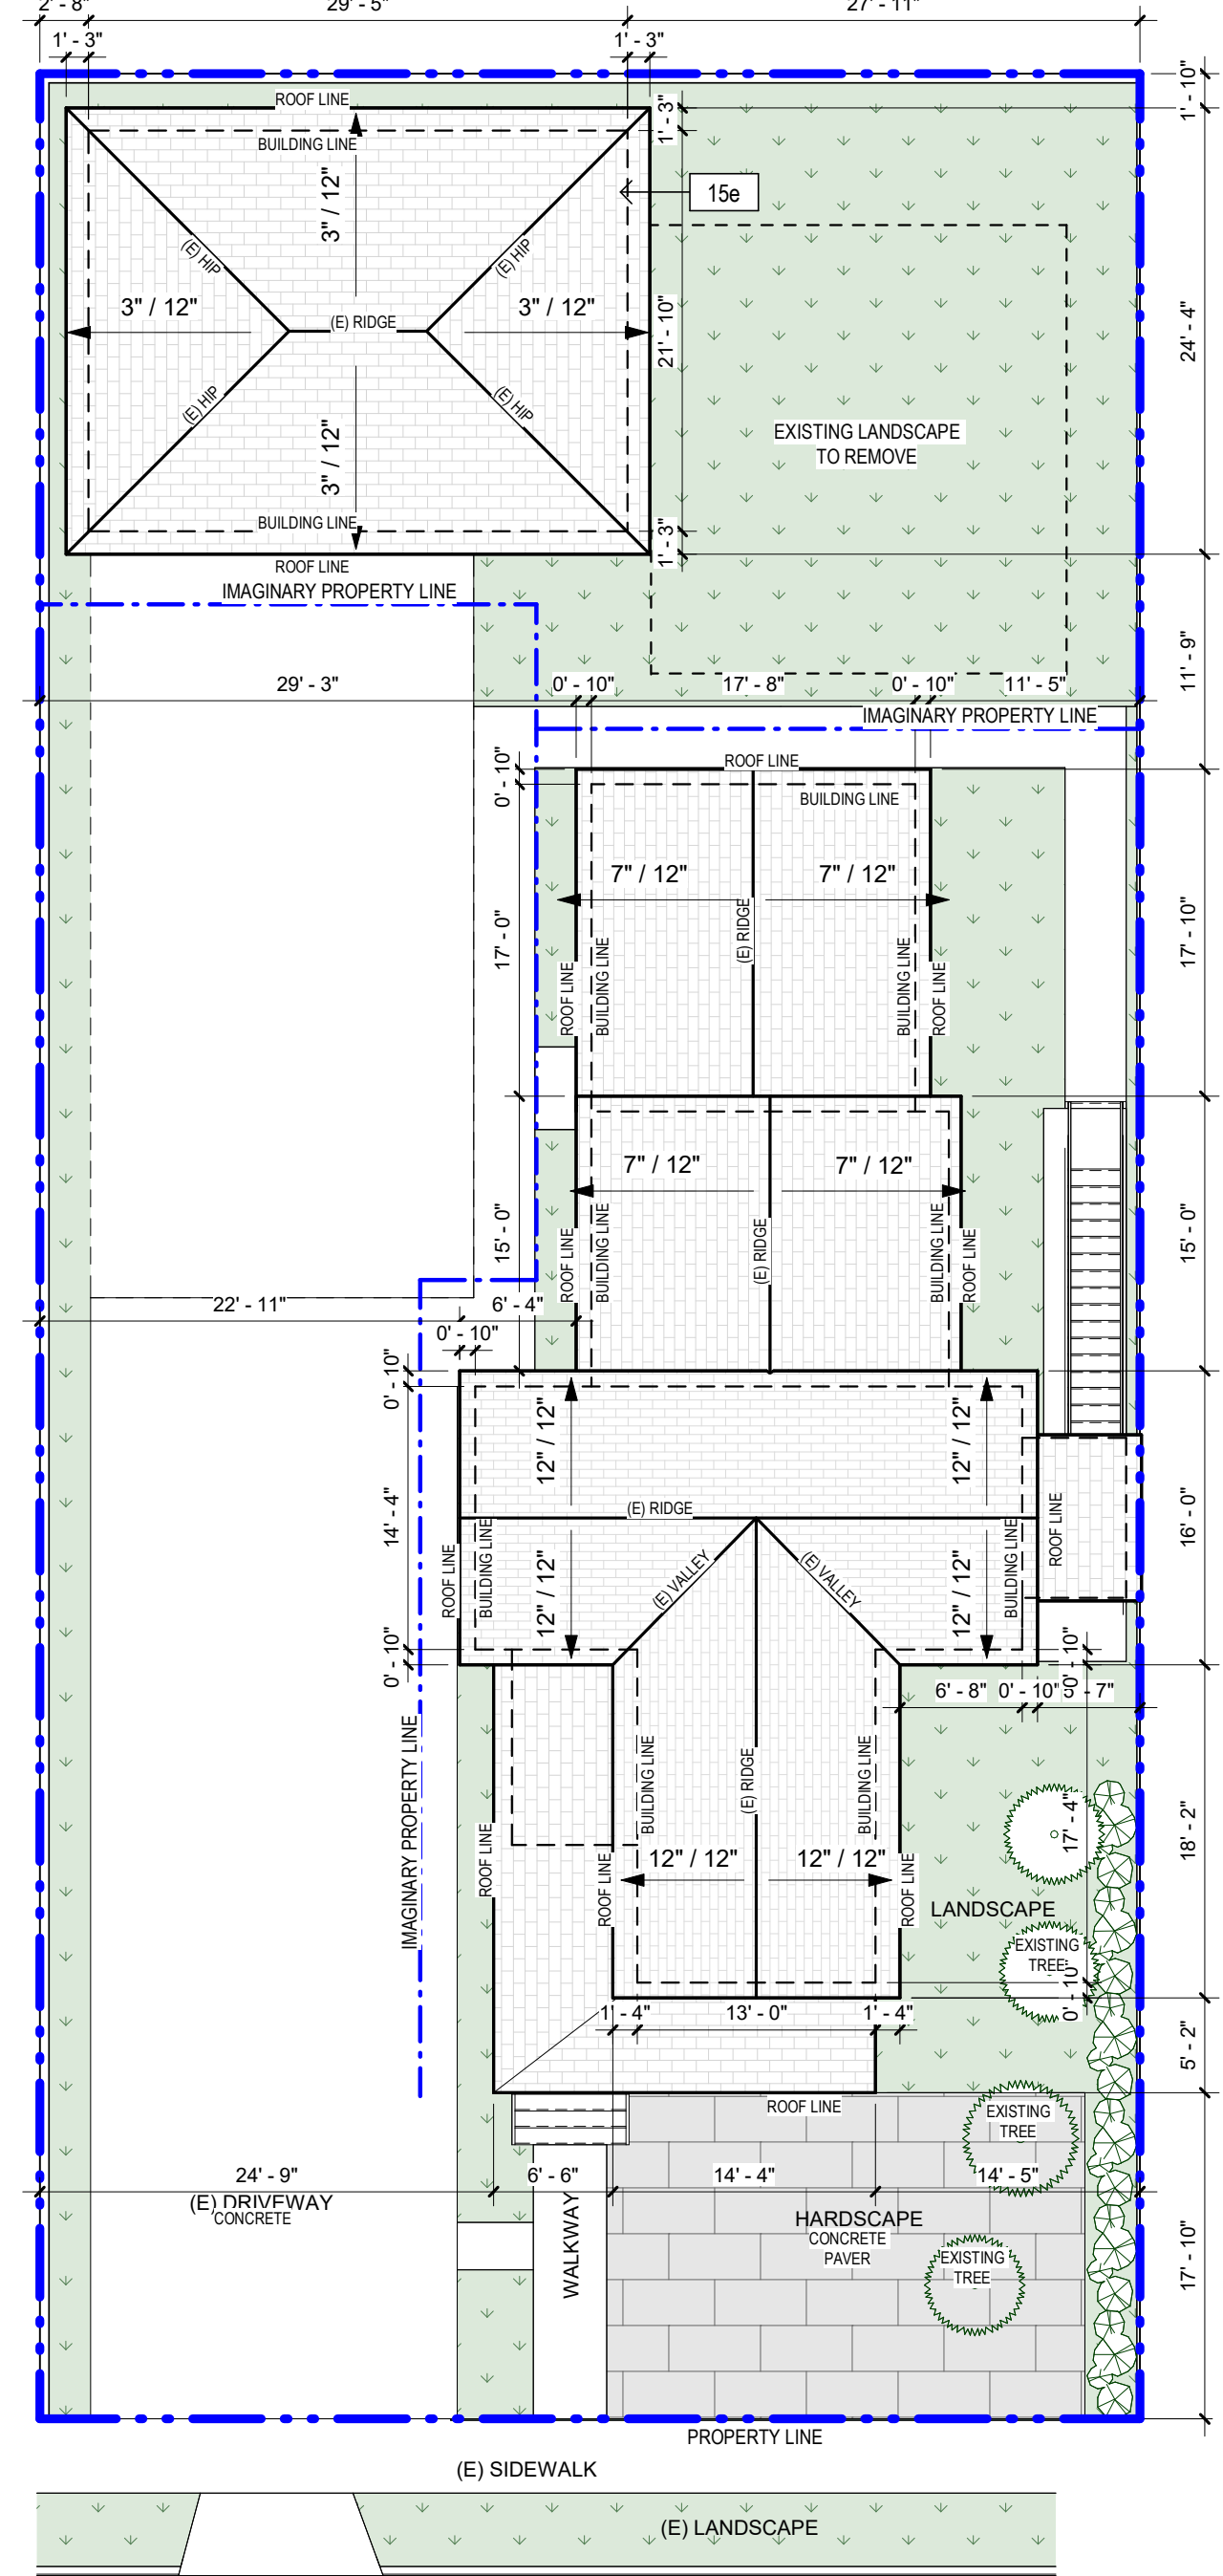 2' - 8"
29' - 5"
27' - 11"
1' - 3"
1' - 3"
1' - 10"
ROOF LINE
1' - 3"
BUILDING LINE
3" / 12"
15e
(E) HIP
(E) HIP
3" / 12"
(E) RIDGE
3" / 12"
21' - 10"
24' - 4"
(E) HIP
(E) HIP
3" / 12"
EXISTING LANDSCAPE
TO REMOVE
BUILDING LINE
1' - 3"
ROOF LINE
IMAGINARY PROPERTY LINE
11' - 9"
29' - 3"
0' - 10"
17' - 8"
0' - 10"
11' - 5"
IMAGINARY PROPERTY LINE
0' - 10"
ROOF LINE
BUILDING LINE
7" / 12"
7" / 12"
17' - 0"
(E) RIDGE
17' - 10"
ROOF LINE
BUILDING LINE
BUILDING LINE
ROOF LINE
7" / 12"
7" / 12"
15' - 0"
ROOF LINE
BUILDING LINE
(E) RIDGE
BUILDING LINE
ROOF LINE
15' - 0"
22' - 11"
6' - 4"
0' - 10"
0' - 10"
12" / 12"
12" / 12"
14' - 4"
(E) RIDGE
16' - 0"
ROOF LINE
ROOF LINE
BUILDING LINE
12" / 12"
(E) VALLEY
(E) VALLEY
12" / 12"
BUILDING LINE
0' - 10"
0' - 10"
6' - 8"
0' - 10"
5' - 7"
IMAGINARY PROPERTY LINE
BUILDING LINE
(E) RIDGE
BUILDING LINE
17' - 4"
18' - 2"
ROOF LINE
12" / 12"
12" / 12"
ROOF LINE
ROOF LINE
LANDSCAPE
EXISTING
TREE
0' - 10"
1' - 4"
13' - 0"
1' - 4"
5' - 2"
ROOF LINE
EXISTING
TREE
24' - 9"
6' - 6"
14' - 4"
14' - 5"
(E) DRIVEWAY
CONCRETE
WALKWAY
HARDSCAPE
CONCRETE
PAVER
EXISTING
TREE
17' - 10"
PROPERTY LINE
(E) SIDEWALK
(E) LANDSCAPE